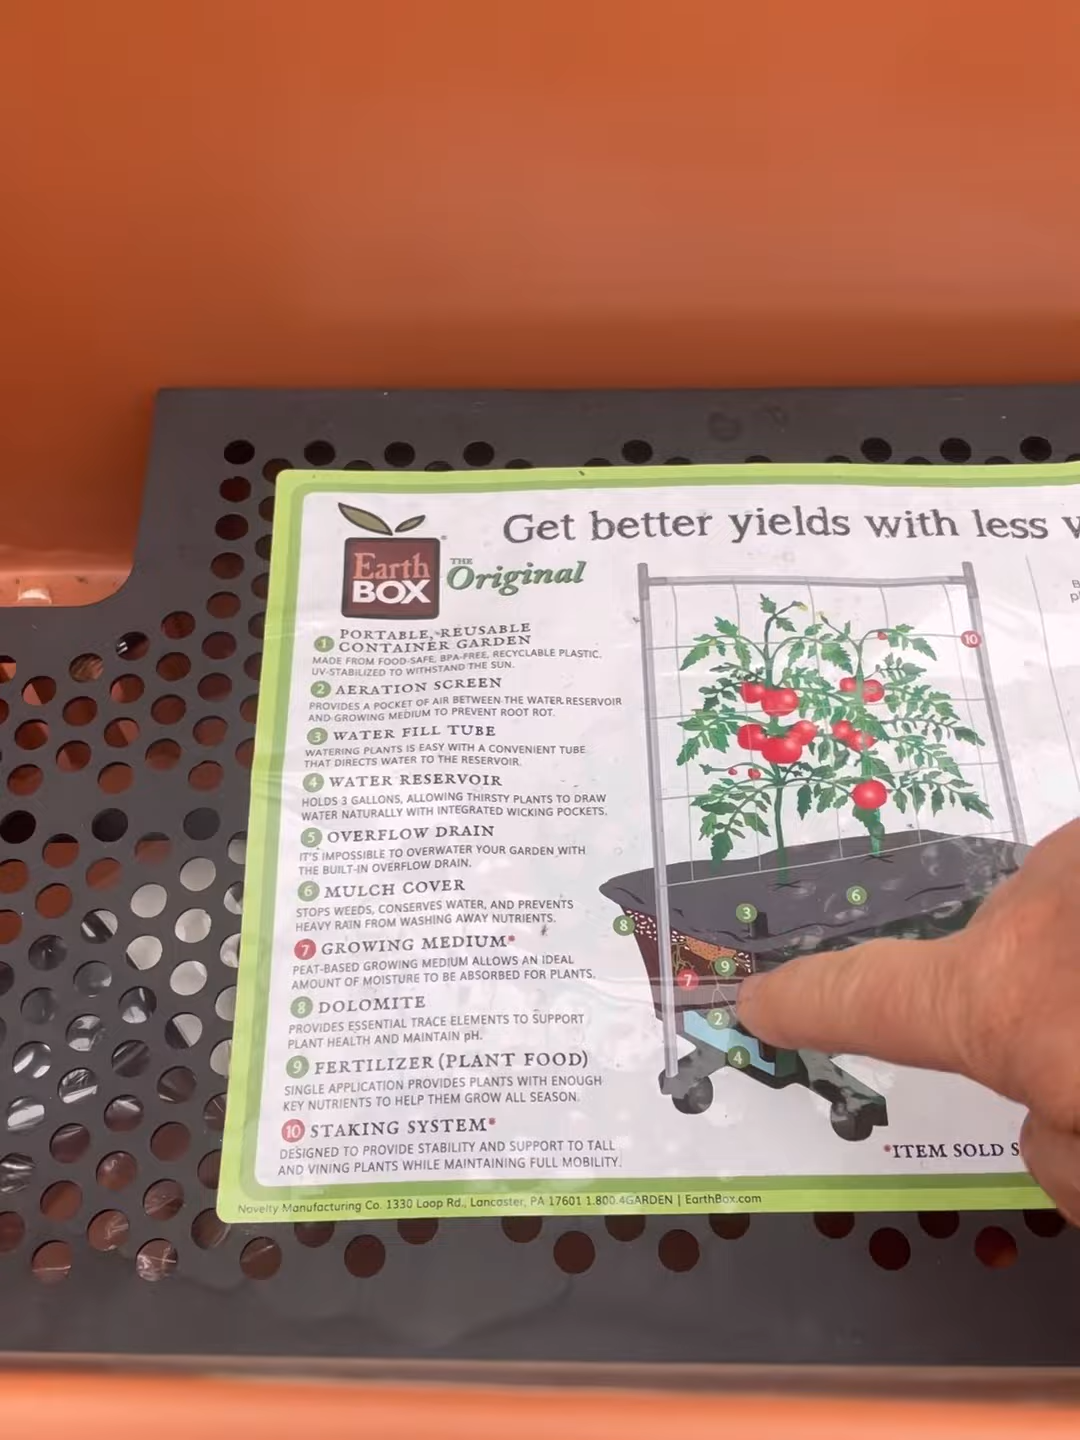 Get better yields with less
Earth
BOX®
THE
Original
1 PORTABLE, REUSABLE
CONTAINER GARDEN
MADE FROM FOOD-SAFE, BPA-FREE, RECYCLABLE PLASTIC.
UV-STABILIZED TO WITHSTAND THE SUN.
2 AERATION SCREEN
PROVIDES A POCKET OF AIR BETWEEN THE WATER RESERVOIR
AND GROWING MEDIUM TO PREVENT ROOT ROT.
3 WATER FILL TUBE
WATERING PLANTS IS EASY WITH A CONVENIENT TUBE
THAT DIRECTS WATER TO THE RESERVOIR.
4 WATER RESERVOIR
HOLDS 3 GALLONS, ALLOWING THIRSTY PLANTS TO DRAW
WATER NATURALLY WITH INTEGRATED WICKING POCKETS.
5 OVERFLOW DRAIN
IT'S IMPOSSIBLE TO OVERWATER YOUR GARDEN WITH
THE BUILT-IN OVERFLOW DRAIN.
6 MULCH COVER
STOPS WEEDS, CONSERVES WATER, AND PREVENTS
HEAVY RAIN FROM WASHING AWAY NUTRIENTS.
7 GROWING MEDIUM*
PEAT-BASED GROWING MEDIUM ALLOWS AN IDEAL
AMOUNT OF MOISTURE TO BE ABSORBED FOR PLANTS.
8 DOLOMITE
PROVIDES ESSENTIAL TRACE ELEMENTS TO SUPPORT
PLANT HEALTH AND MAINTAIN pH.
9 FERTILIZER (PLANT FOOD)
SINGLE APPLICATION PROVIDES PLANTS WITH ENOUGH
KEY NUTRIENTS TO HELP THEM GROW ALL SEASON.
10 STAKING SYSTEM*
DESIGNED TO PROVIDE STABILITY AND SUPPORT TO TALL
AND VINING PLANTS WHILE MAINTAINING FULL MOBILITY.
10
6
3
8
9
7
2
4
*ITEM SOLD
Novelty Manufacturing Co. 1330 Loop Rd., Lancaster, PA 17601 1.800.4GARDEN | EarthBox.com